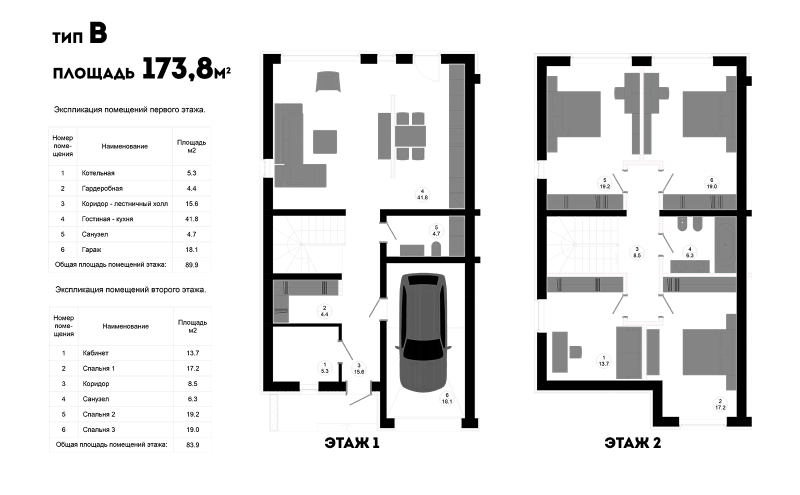 тип В
площадь 173,8м²
Экспликация помещений первого этажа.
Номер поме-щения Наименование Площадь м2
1 Котельная 5.3
2 Гардеробная 4.4
3 Коридор - лестничный холл 15.6
4 Гостиная - кухня 41.8
5 Санузел 4.7
6 Гараж 18.1
Общая площадь помещений этажа: 89.9
Экспликация помещений второго этажа.
Номер поме-щения Наименование Площадь м2
1 Кабинет 13.7
2 Спальня 1 17.2
3 Коридор 8.5
4 Санузел 6.3
5 Спальня 2 19.2
6 Спальня 3 19.0
Общая площадь помещений этажа: 83.9
4
41.8
5
4.7
2
4.4
1
5.3
3
15.6
6
18.1
ЭТАЖ 1
5
19.2
6
19.0
3
8.5
4
6.3
1
13.7
2
17.2
ЭТАЖ 2